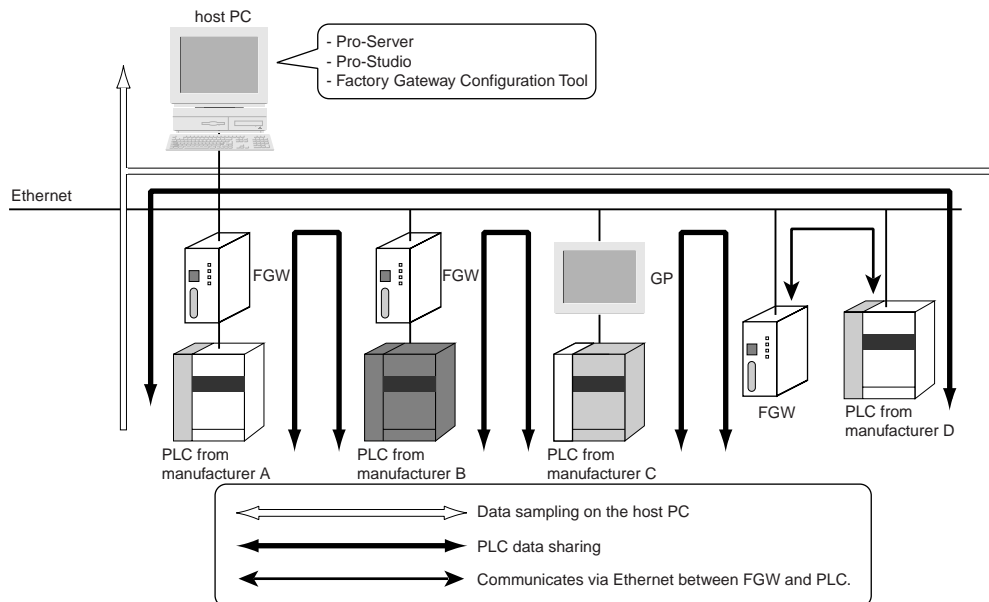 host PC
- Pro-Server
- Pro-Studio
- Factory Gateway Configuration Tool
Ethernet
FGW
FGW
GP
FGW
PLC from
manufacturer A
PLC from
manufacturer B
PLC from
manufacturer C
PLC from
manufacturer D
Data sampling on the host PC
PLC data sharing
Communicates via Ethernet between FGW and PLC.